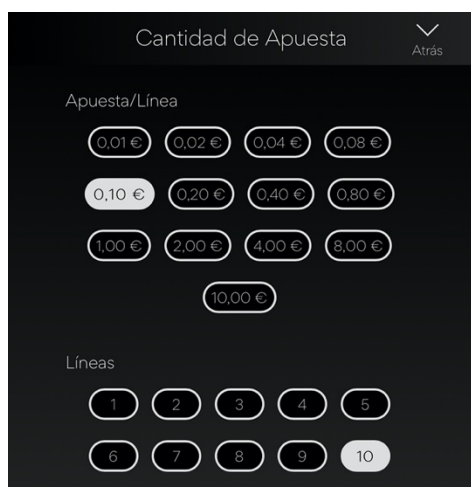 Cantidad de Apuesta
Atrás
Apuesta/Línea
0,01 € 0,02 € 0,04 € 0,08 €
0,10 € 0,20 € 0,40 € 0,80 €
1,00 € 2,00 € 4,00 € 8,00 €
10,00 €
Líneas
1 2 3 4 5
6 7 8 9 10